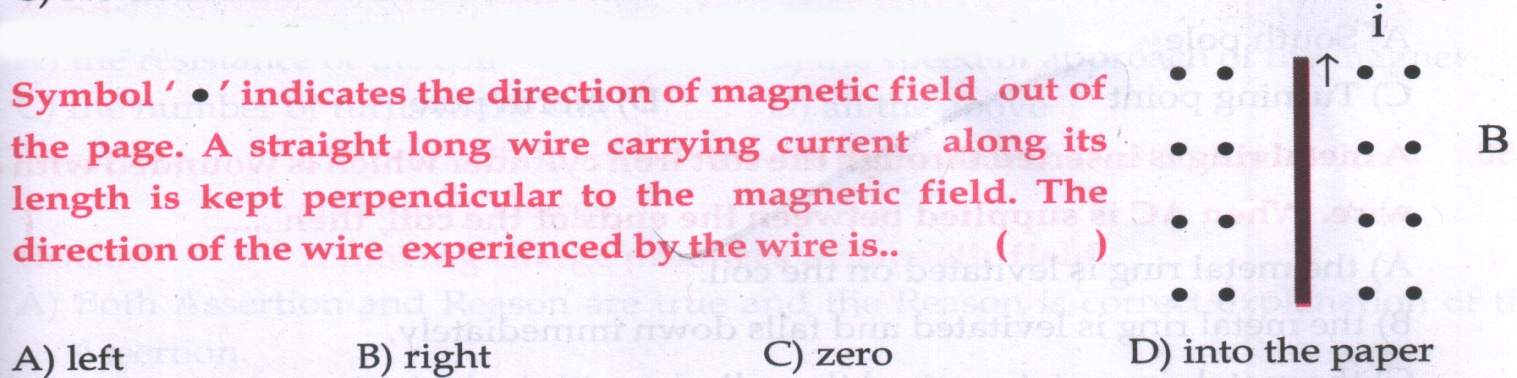 i
Symbol ‘ • ‘ indicates the direction of magnetic field out of
the page. A straight long wire carrying current along its
B
length is kept perpendicular to the magnetic field. The
direction of the wire experienced by the wire is.. ( )
A) left B) right C) zero D) into the paper